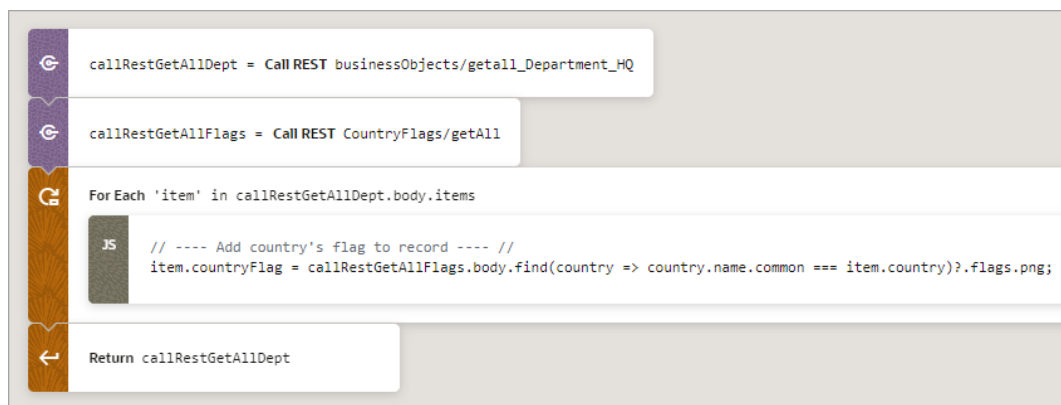 callRestGetAllDept = Call REST businessObjects/getall_Department_HQ
callRestGetAllFlags = Call REST CountryFlags/getAll
For Each 'item' in callRestGetAllDept.body.items
JS
// ---- Add country's flag to record ---- //
item.countryFlag = callRestGetAllFlags.body.find(country => country.name.common === item.country)?.flags.png;
Return callRestGetAllDept